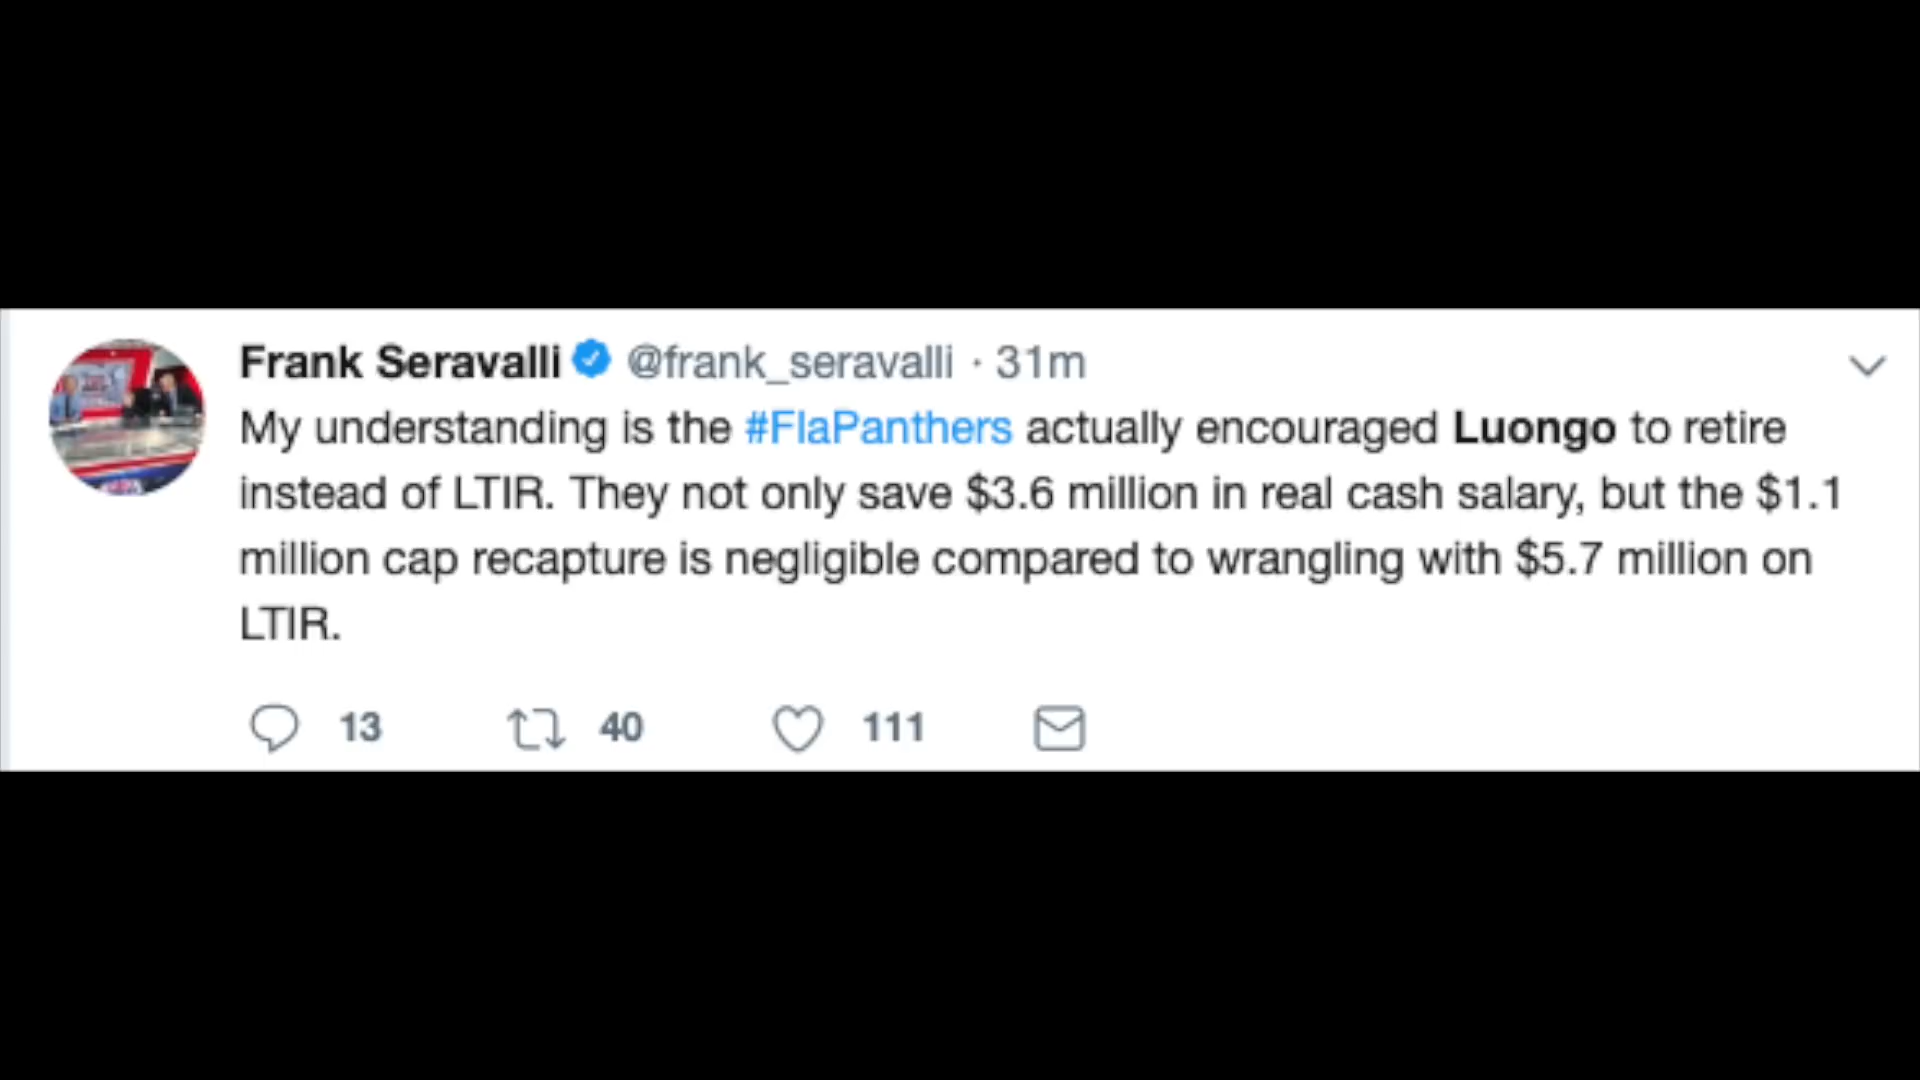 Frank Seravalli @frank_seravalli · 31m
My understanding is the #FlaPanthers actually encouraged Luongo to retire
instead of LTIR. They not only save $3.6 million in real cash salary, but the $1.1
million cap recapture is negligible compared to wrangling with $5.7 million on
LTIR.
13 40 111